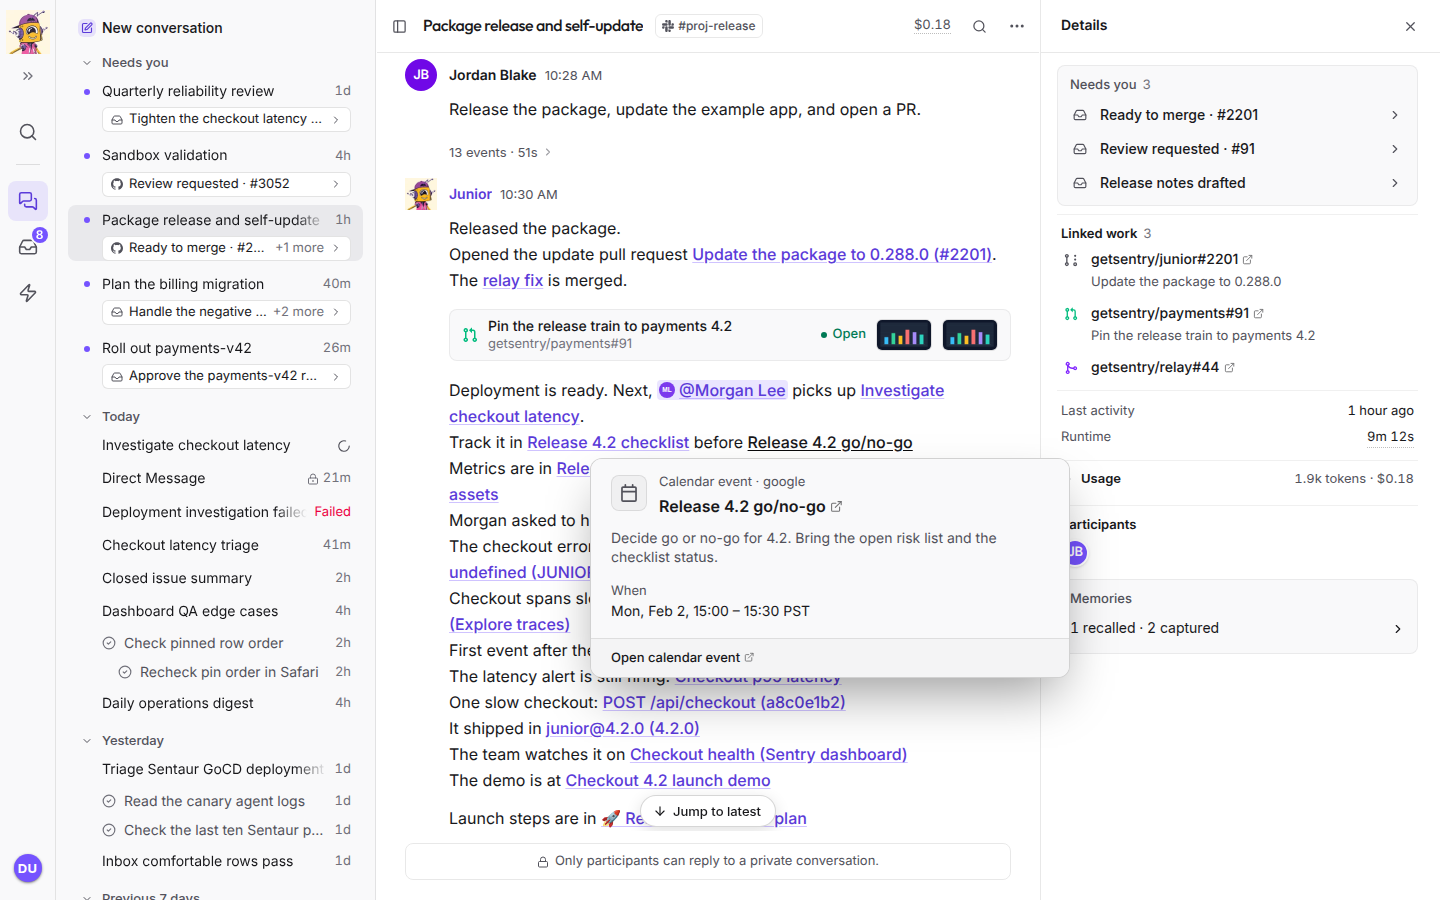 New conversation
Needs you
Quarterly reliability review 1d
Tighten the checkout latency ...
Sandbox validation 4h
Review requested · #3052
Package release and self-update 1h
Ready to merge · #2... +1 more
8
Plan the billing migration 40m
Handle the negative ... +2 more
Roll out payments-v42 26m
Approve the payments-v42 r...
Today
Investigate checkout latency
Direct Message 21m
Deployment investigation failed Failed
Checkout latency triage 41m
Closed issue summary 2h
Dashboard QA edge cases 4h
Check pinned row order 2h
Recheck pin order in Safari 2h
Daily operations digest 4h
Yesterday
Triage Sentaur GoCD deployment 1d
Read the canary agent logs 1d
Check the last ten Sentaur p... 1d
Inbox comfortable rows pass 1d
Previous 7 days
DU
Package release and self-update #proj-release $0.18
JB Jordan Blake 10:28 AM
Release the package, update the example app, and open a PR.
13 events · 51s
Junior 10:30 AM
Released the package.
Opened the update pull request Update the package to 0.288.0 (#2201).
The relay fix is merged.
Pin the release train to payments 4.2
getsentry/payments#91
Open
Deployment is ready. Next, ML @Morgan Lee picks up Investigate
checkout latency.
Track it in Release 4.2 checklist before Release 4.2 go/no-go
Metrics are in Rele
assets
Morgan asked to h
The checkout erro
undefined (JUNIOR
Checkout spans slo
(Explore traces)
First event after the
The latency alert is still firing: Checkout p95 latency
One slow checkout: POST /api/checkout (a8c0e1b2)
It shipped in junior@4.2.0 (4.2.0)
The team watches it on Checkout health (Sentry dashboard)
The demo is at Checkout 4.2 launch demo
Launch steps are in 🚀 Re plan
Jump to latest
Only participants can reply to a private conversation.
Calendar event · google
Release 4.2 go/no-go
Decide go or no-go for 4.2. Bring the open risk list and the
checklist status.
When
Mon, Feb 2, 15:00 – 15:30 PST
Open calendar event
Details
Needs you 3
Ready to merge · #2201
Review requested · #91
Release notes drafted
Linked work 3
getsentry/junior#2201
Update the package to 0.288.0
getsentry/payments#91
Pin the release train to payments 4.2
getsentry/relay#44
Last activity 1 hour ago
Runtime 9m 12s
Usage 1.9k tokens · $0.18
articipants
JB
Memories
1 recalled · 2 captured